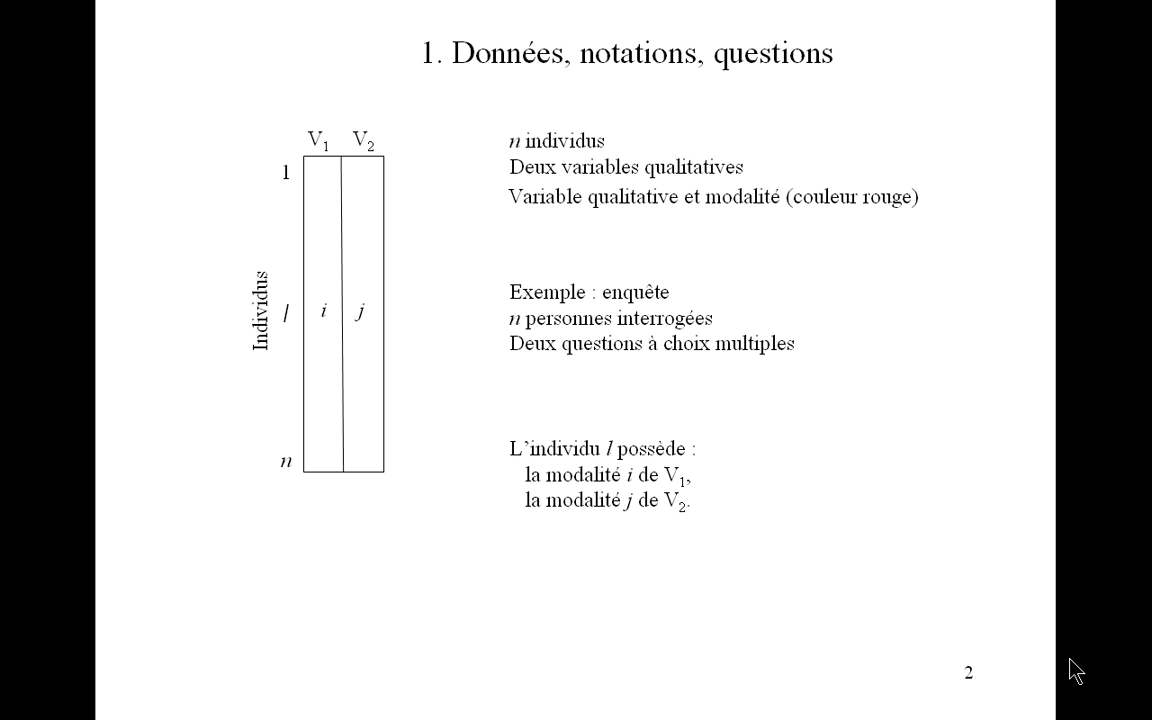 1. Données, notations, questions
V1 V2
1
Individus
l i j
n
n individus
Deux variables qualitatives
Variable qualitative et modalité (couleur rouge)
Exemple : enquête
n personnes interrogées
Deux questions à choix multiples
L’individu l possède :
la modalité i de V1,
la modalité j de V2.
2